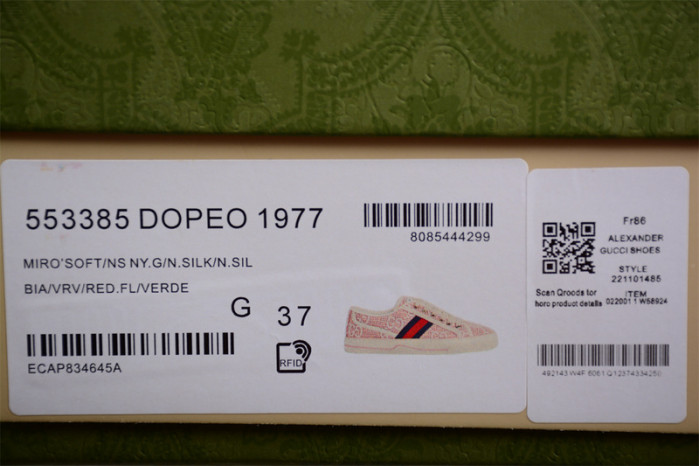 553385 DOPEO 1977
8085444299
MIRO'SOFT/NS NY.G/N.SILK/N.SIL
BIA/VRV/RED.FL/VERDE
G 37
RFID
ECAP834645A
Fr86
ALEXANDER
GUCCI SHOES
STYLE
221101485
Scan Qroods tor
horo product details
ITEM
022001 1 W58924